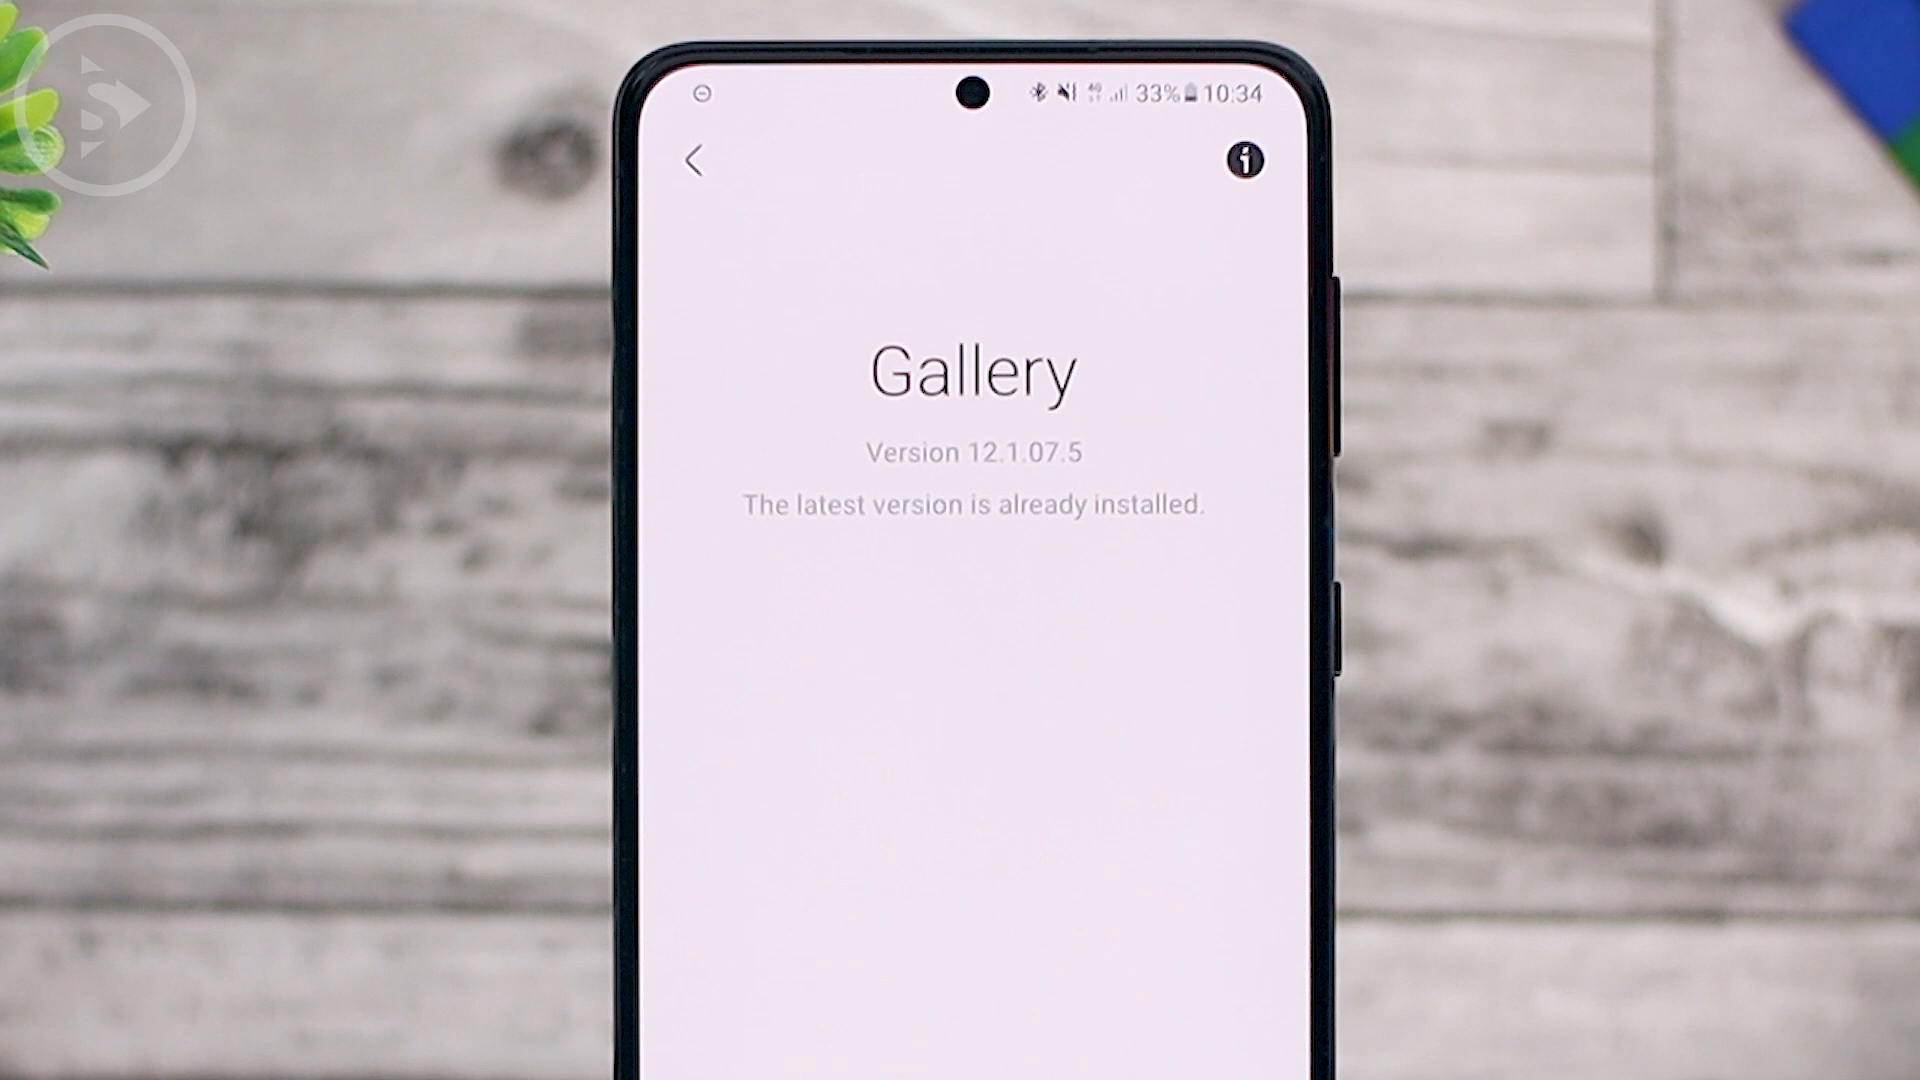 33% 10:34
Gallery
Version 12.1.07.5
The latest version is already installed.